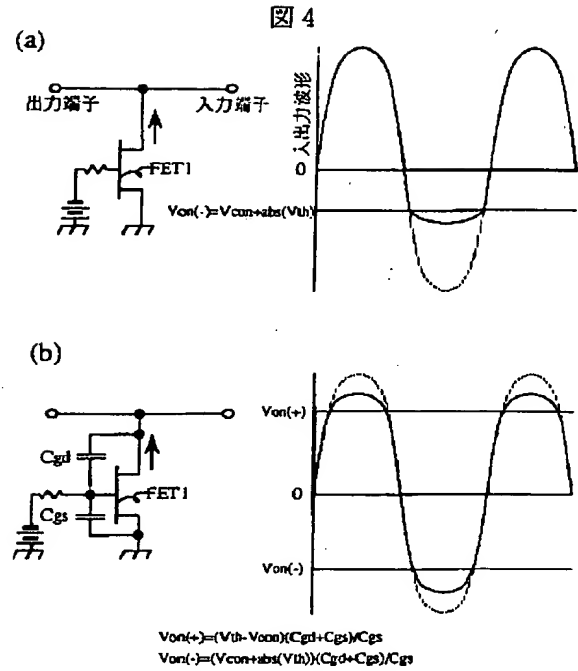 図 4
(a)
出力端子
入力端子
FET1
入出力波形
0
Von(-)=Vcon+abs(Vth)
(b)
Cgd
Cgs
FET1
Von(+)
0
Von(-)
Von(+)=(Vth-Vcon)(Cgd+Cgs)/Cgs
Von(-)=(Vcon+abs(Vth))(Cgd+Cgs)/Cgs